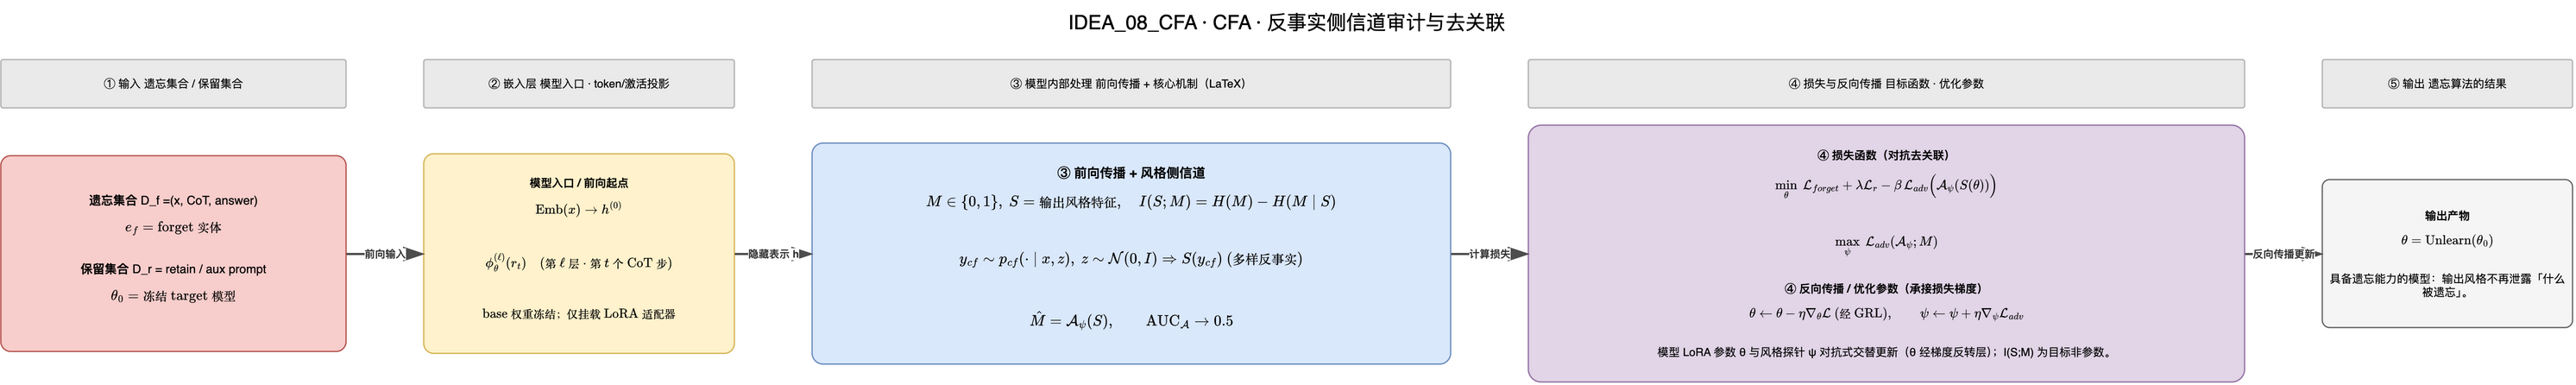 IDEA_08_CFA · CFA · 反事实侧信道审计与去关联
① 输入 遗忘集合 / 保留集合
② 嵌入层 模型入口 · token/激活投影
③ 模型内部处理 前向传播 + 核心机制（LaTeX）
④ 损失与反向传播 目标函数 · 优化参数
⑤ 输出 遗忘算法的结果
遗忘集合 D_f =(x, CoT, answer)
e_f = forget 实体
保留集合 D_r = retain / aux prompt
θ_0 = 冻结 target 模型
前向输入
模型入口 / 前向起点
Emb(x) → h^{(0)}
ϕ_θ^{(ℓ)}(r_t) (第 ℓ 层 · 第 t 个 CoT 步)
base 权重冻结；仅挂载 LoRA 适配器
隐藏表示 h
③ 前向传播 + 风格侧信道
M ∈ {0, 1}, S = 输出风格特征, I(S; M) = H(M) − H(M | S)
y_{cf} ∼ p_{cf}(· | x, z), z ∼ 𝒩(0, I) ⇒ S(y_{cf}) (多样反事实)
M̂ = 𝒜_ψ(S), AUC_𝒜 → 0.5
计算损失
④ 损失函数（对抗去关联）
min_θ ℒ_{forget} + λℒ_r − β ℒ_{adv}(𝒜_ψ(S(θ)))
max_ψ ℒ_{adv}(𝒜_ψ; M)
④ 反向传播 / 优化参数（承接损失梯度）
θ ← θ − η∇_θℒ (经 GRL), ψ ← ψ + η∇_ψℒ_{adv}
模型 LoRA 参数 θ 与风格探针 ψ 对抗式交替更新（θ 经梯度反转层）；I(S;M) 为目标非参数。
反向传播更新
输出产物
θ = Unlearn(θ_0)
具备遗忘能力的模型：输出风格不再泄露「什么
被遗忘」。